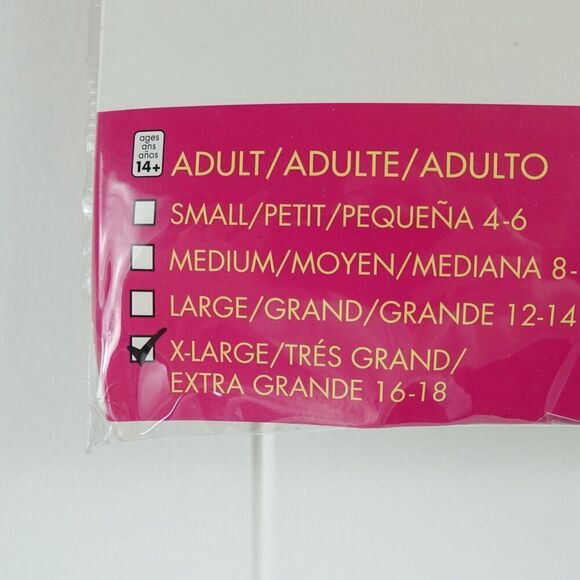 ages
ans
años
14+
ADULT/ADULTE/ADULTO
SMALL/PETIT/PEQUEÑA 4-6
MEDIUM/MOYEN/MEDIANA 8-
LARGE/GRAND/GRANDE 12-14
X-LARGE/TRÉS GRAND/
EXTRA GRANDE 16-18